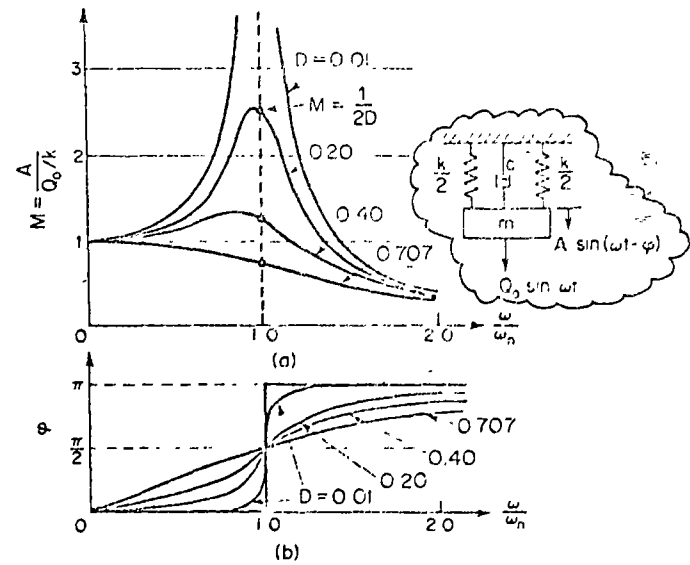 3
2
1
0
M = A / Q₀/k
D = 0.01
M = 1/2D
0.20
0.40
0.707
1.0
2.0
ω/ωₙ
(a)
k/2
c
k/2
m
A sin(ωt - φ)
Q₀ sin ωt
π
π/2
φ
0
D = 0.01
0.20
0.40
0.707
1.0
2.0
ω/ωₙ
(b)